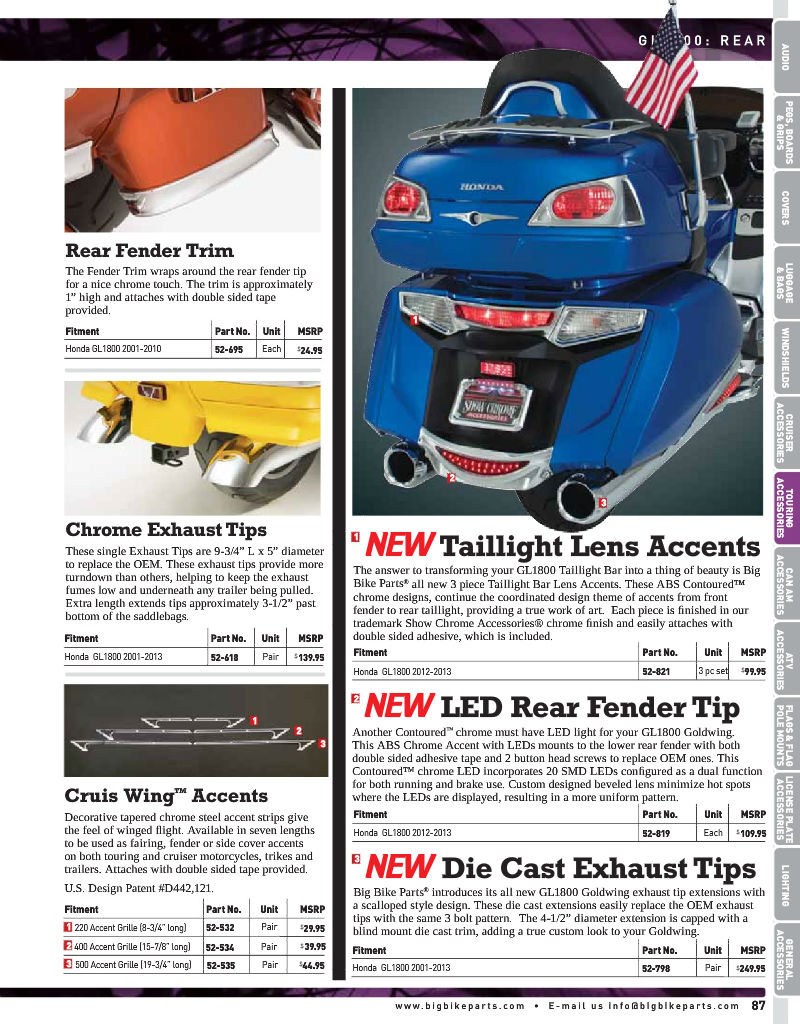 GL1800: REAR
HONDA
1
SHOW CHROME
ACCESSORIES
2
3
Rear Fender Trim
The Fender Trim wraps around the rear fender tip
for a nice chrome touch. The trim is approximately
1” high and attaches with double sided tape
provided.
Fitment Part No. Unit MSRP
Honda GL1800 2001-2010 52-695 Each $24.95
Chrome Exhaust Tips
These single Exhaust Tips are 9-3/4” L x 5” diameter
to replace the OEM. These exhaust tips provide more
turndown than others, helping to keep the exhaust
fumes low and underneath any trailer being pulled.
Extra length extends tips approximately 3-1/2” past
bottom of the saddlebags.
Fitment Part No. Unit MSRP
Honda GL1800 2001-2013 52-618 Pair $139.95
1
2
3
Cruis Wing™ Accents
Decorative tapered chrome steel accent strips give
the feel of winged flight. Available in seven lengths
to be used as fairing, fender or side cover accents
on both touring and cruiser motorcycles, trikes and
trailers. Attaches with double sided tape provided.
U.S. Design Patent #D442,121.
Fitment Part No. Unit MSRP
1 220 Accent Grille (8-3/4” long) 52-532 Pair $29.95
2 400 Accent Grille (15-7/8” long) 52-534 Pair $39.95
3 500 Accent Grille (19-3/4” long) 52-535 Pair $44.95
1 NEW Taillight Lens Accents
The answer to transforming your GL1800 Taillight Bar into a thing of beauty is Big
Bike Parts® all new 3 piece Taillight Bar Lens Accents. These ABS Contoured™
chrome designs, continue the coordinated design theme of accents from front
fender to rear taillight, providing a true work of art. Each piece is finished in our
trademark Show Chrome Accessories® chrome finish and easily attaches with
double sided adhesive, which is included.
Fitment Part No. Unit MSRP
Honda GL1800 2012-2013 52-821 3 pc set $99.95
2 NEW LED Rear Fender Tip
Another Contoured™ chrome must have LED light for your GL1800 Goldwing.
This ABS Chrome Accent with LEDs mounts to the lower rear fender with both
double sided adhesive tape and 2 button head screws to replace OEM ones. This
Contoured™ chrome LED incorporates 20 SMD LEDs configured as a dual function
for both running and brake use. Custom designed beveled lens minimize hot spots
where the LEDs are displayed, resulting in a more uniform pattern.
Fitment Part No. Unit MSRP
Honda GL1800 2012-2013 52-819 Each $109.95
3 NEW Die Cast Exhaust Tips
Big Bike Parts® introduces its all new GL1800 Goldwing exhaust tip extensions with
a scalloped style design. These die cast extensions easily replace the OEM exhaust
tips with the same 3 bolt pattern. The 4-1/2” diameter extension is capped with a
blind mount die cast trim, adding a true custom look to your Goldwing.
Fitment Part No. Unit MSRP
Honda GL1800 2001-2013 52-798 Pair $249.95
AUDIO
PEGS, BOARDS
& GRIPS
COVERS
LUGGAGE
& BAGS
WINDSHIELDS
CRUISER
ACCESSORIES
TOURING
ACCESSORIES
CAN AM
ACCESSORIES
ATV
ACCESSORIES
FLAGS & FLAG
POLE MOUNTS
LICENSE PLATE
ACCESSORIES
LIGHTING
GENERAL
ACCESSORIES
www.bigbikeparts.com • E-mail us Info@bigbikeparts.com 87